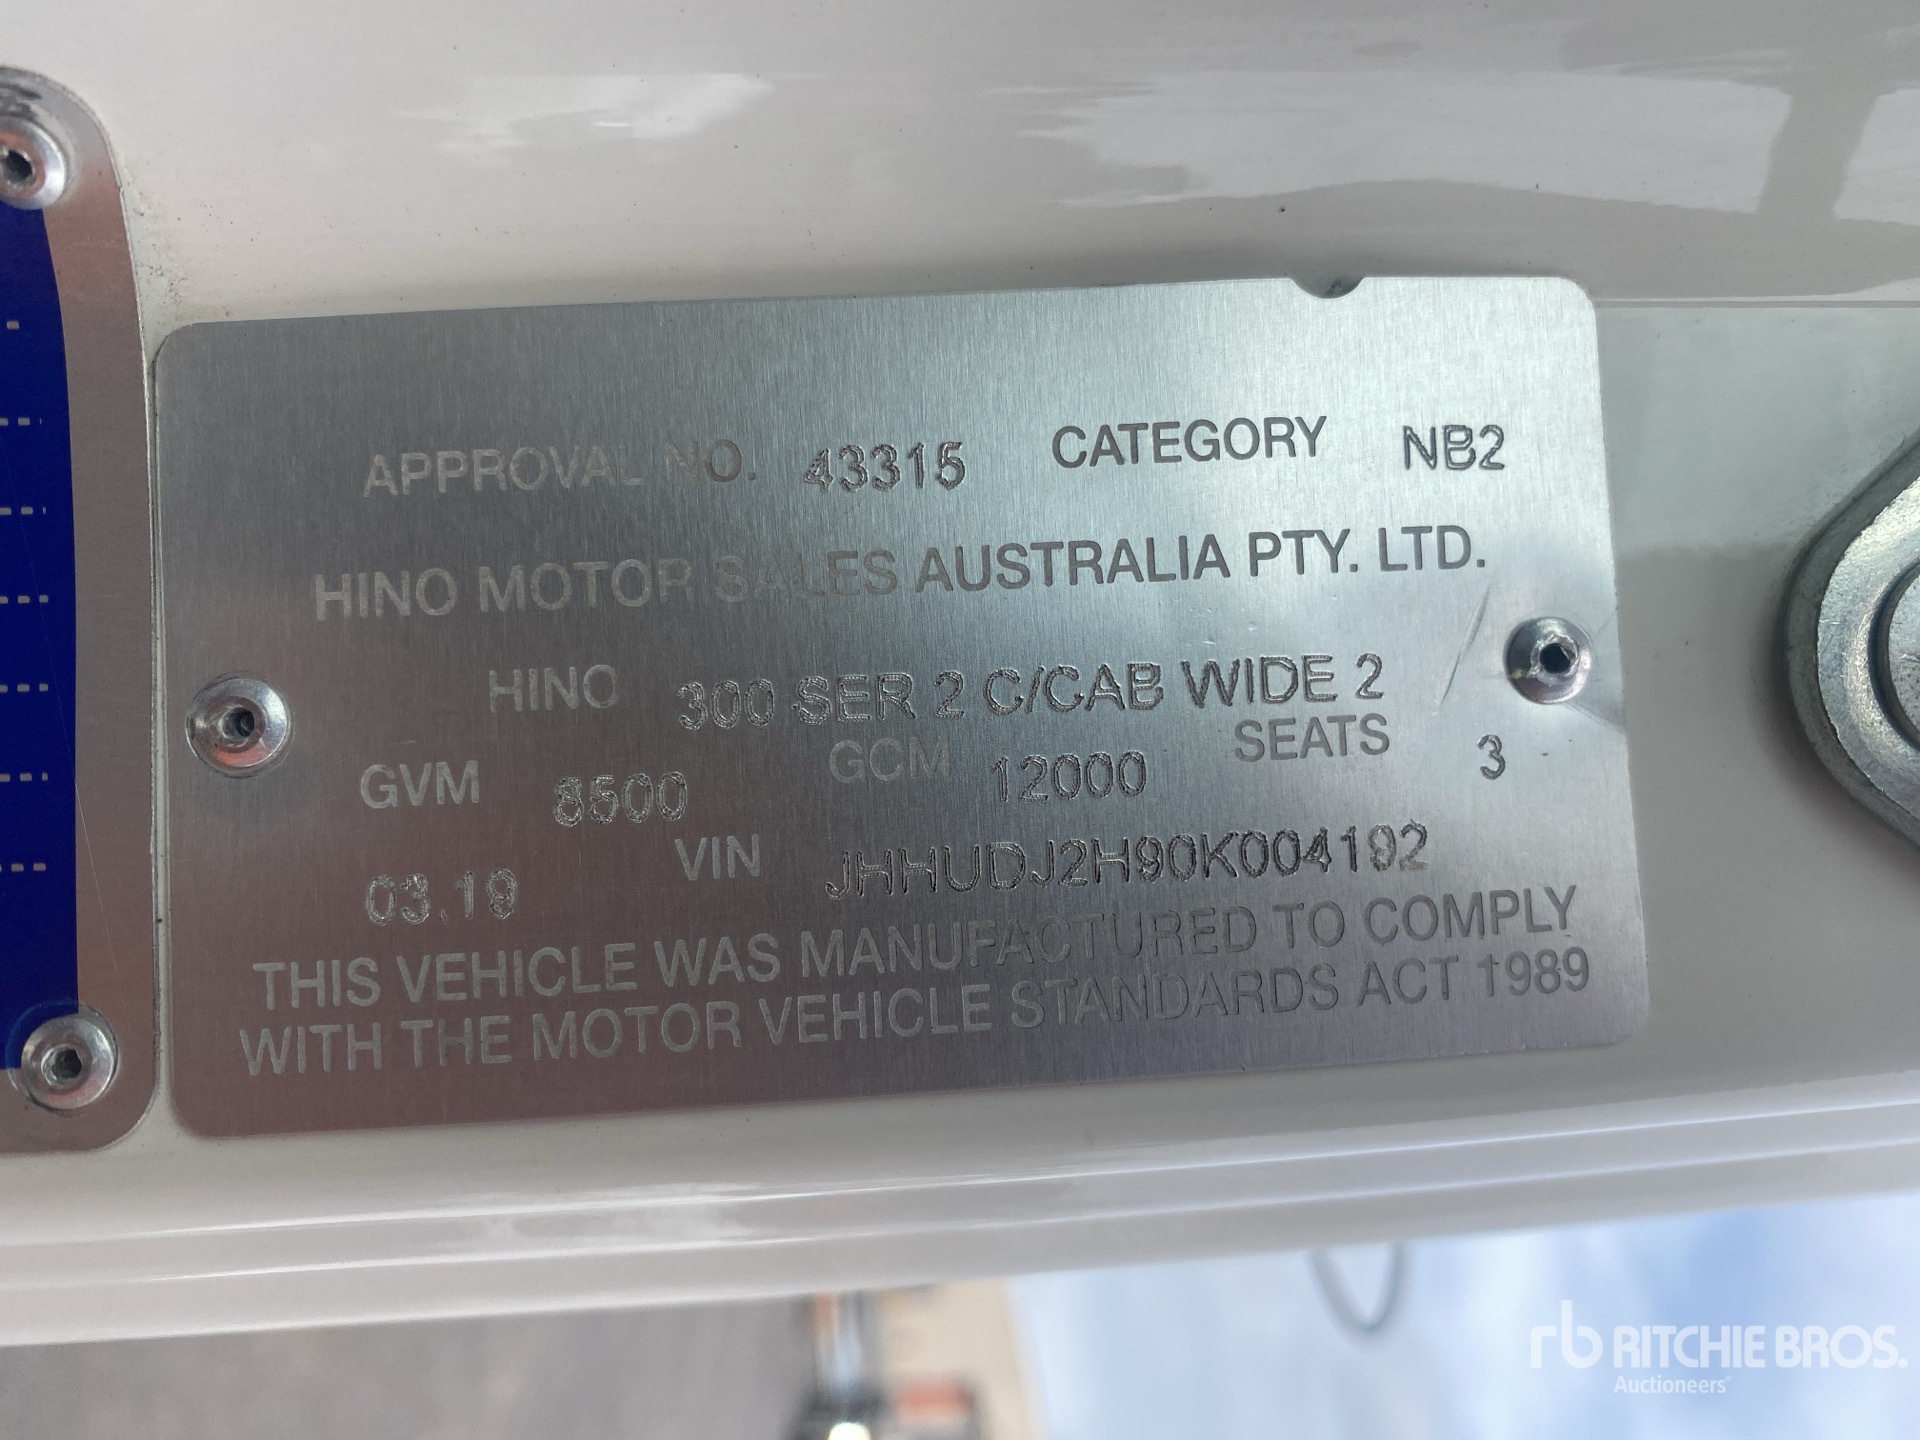 APPROVAL NO. 43315 CATEGORY NB2
HINO MOTOR SALES AUSTRALIA PTY. LTD.
HINO 300 SER 2 C/CAB WIDE 2
GVM 8500 GCM 12000 SEATS 3
03.19 VIN JHHUDJ2H90K004192
THIS VEHICLE WAS MANUFACTURED TO COMPLY
WITH THE MOTOR VEHICLE STANDARDS ACT 1989
rb RITCHIE BROS.
Auctioneers